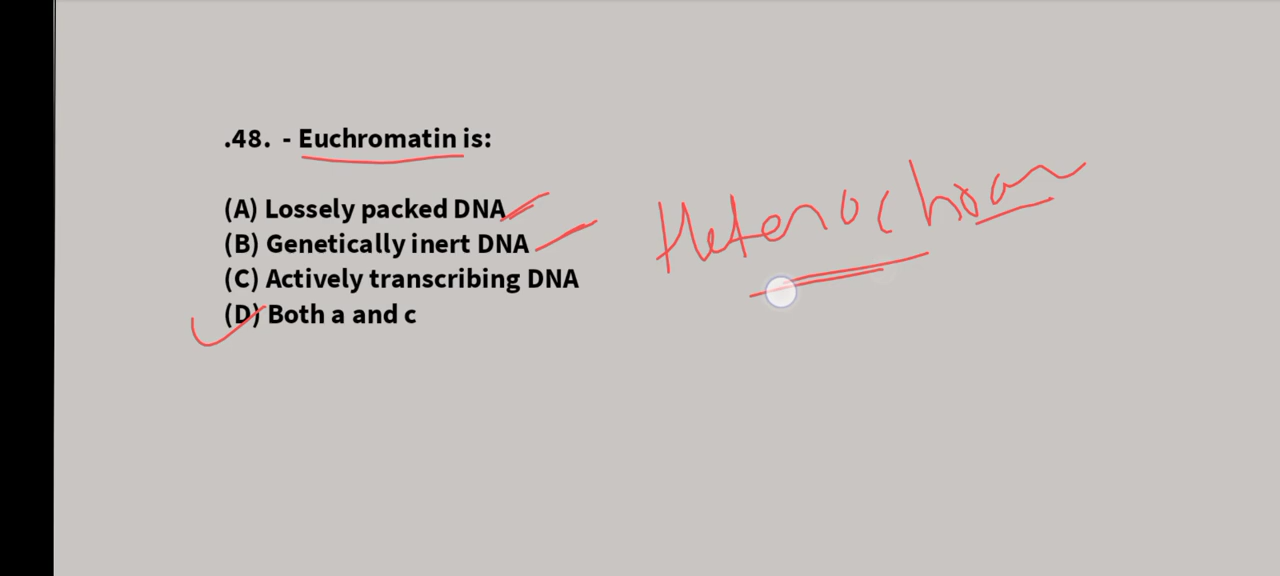 .48. - Euchromatin is:
(A) Lossely packed DNA
(B) Genetically inert DNA
(C) Actively transcribing DNA
(D) Both a and c
Heterochrom